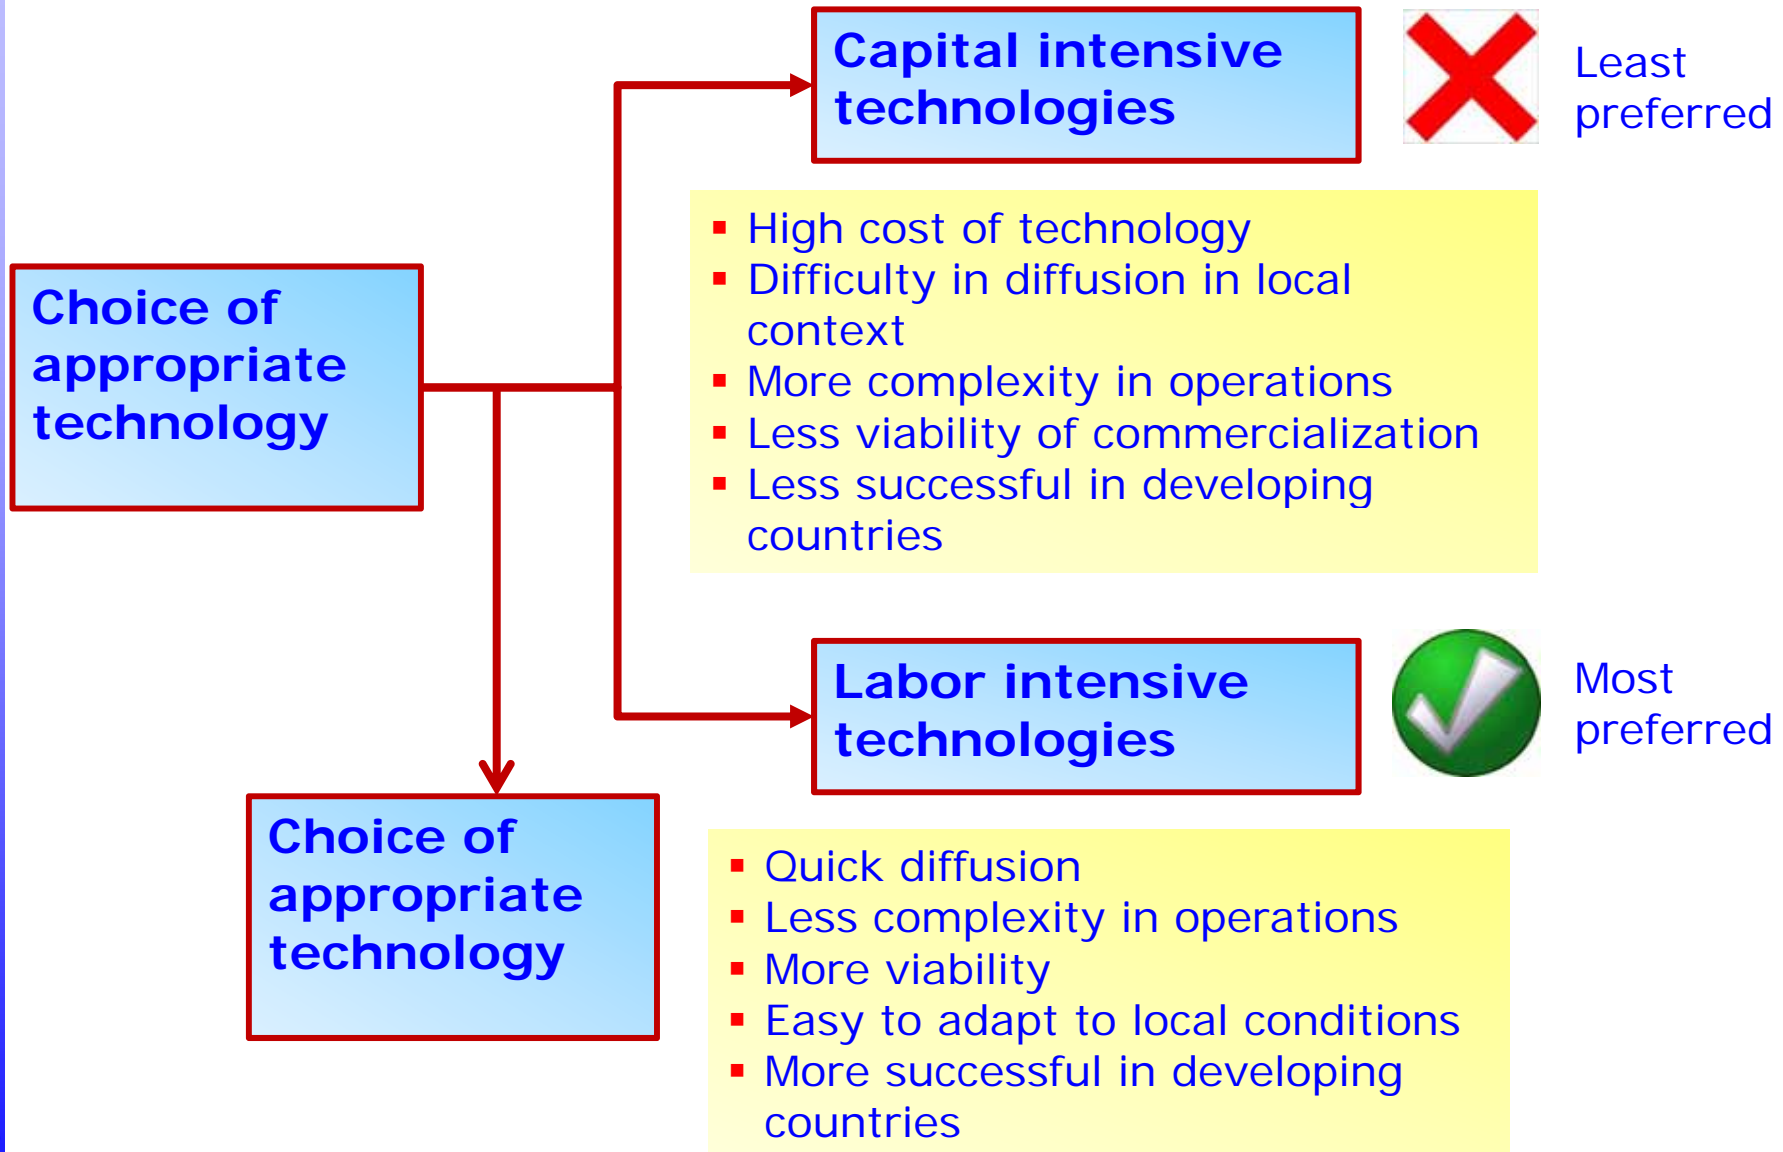 Capital intensive
technologies
Least
preferred
▪ High cost of technology
▪ Difficulty in diffusion in local
context
▪ More complexity in operations
▪ Less viability of commercialization
▪ Less successful in developing
countries
Choice of
appropriate
technology
Labor intensive
technologies
Most
preferred
Choice of
appropriate
technology
▪ Quick diffusion
▪ Less complexity in operations
▪ More viability
▪ Easy to adapt to local conditions
▪ More successful in developing
countries